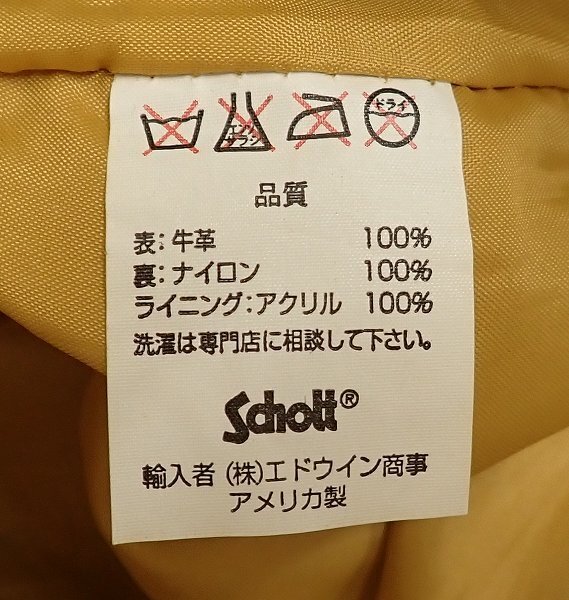 エンソ サラシ ドライ
品質
表：牛革 100%
裏：ナイロン 100%
ライニング：アクリル 100%
洗濯は専門店に相談して下さい。
Schott®
輸入者 (株)エドウイン商事
アメリカ製